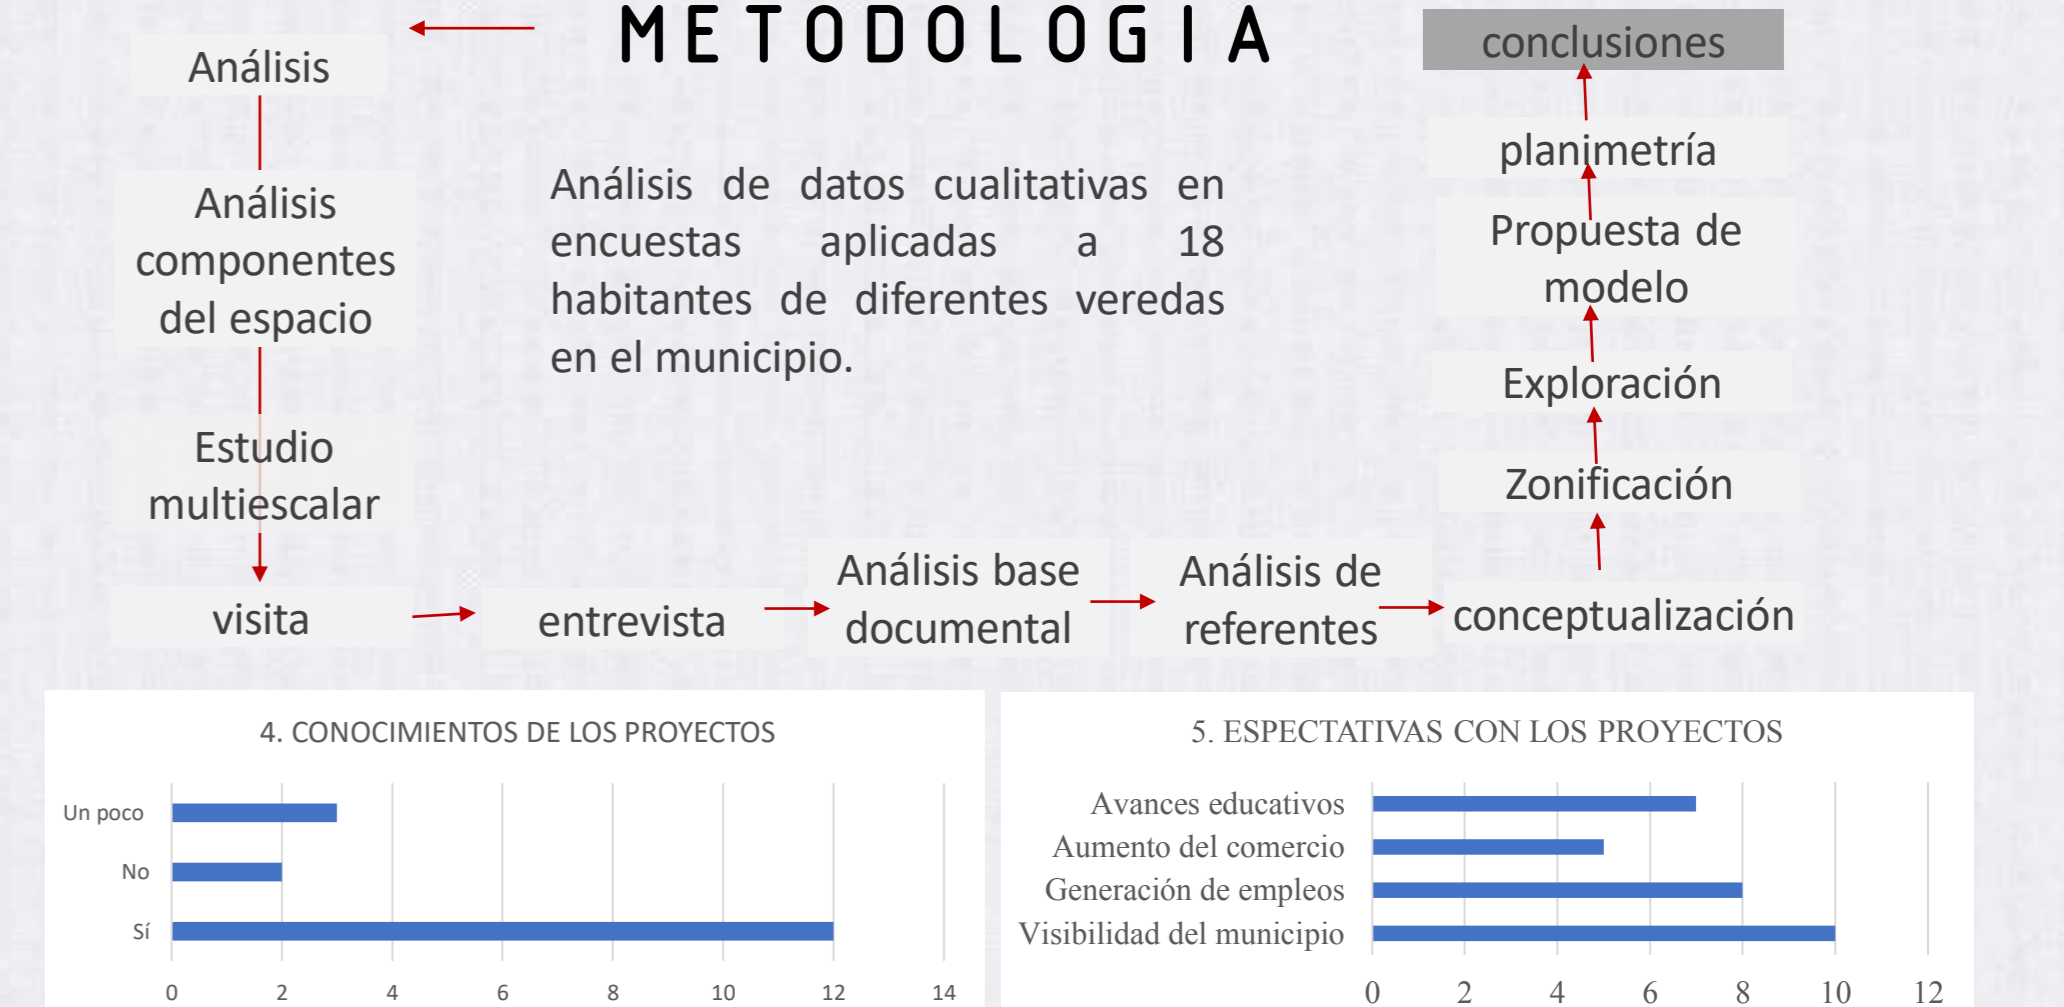 METODOLOGIA
Análisis
Análisis
componentes
del espacio
Estudio
multiescalar
visita
entrevista
Análisis base
documental
Análisis de
referentes
conceptualización
Zonificación
Exploración
Propuesta de
modelo
planimetría
conclusiones
Análisis de datos cualitativas en
encuestas aplicadas a 18
habitantes de diferentes veredas
en el municipio.
4. CONOCIMIENTOS DE LOS PROYECTOS
Un poco
No
Sí
0 2 4 6 8 10 12 14
5. ESPECTATIVAS CON LOS PROYECTOS
Avances educativos
Aumento del comercio
Generación de empleos
Visibilidad del municipio
0 2 4 6 8 10 12